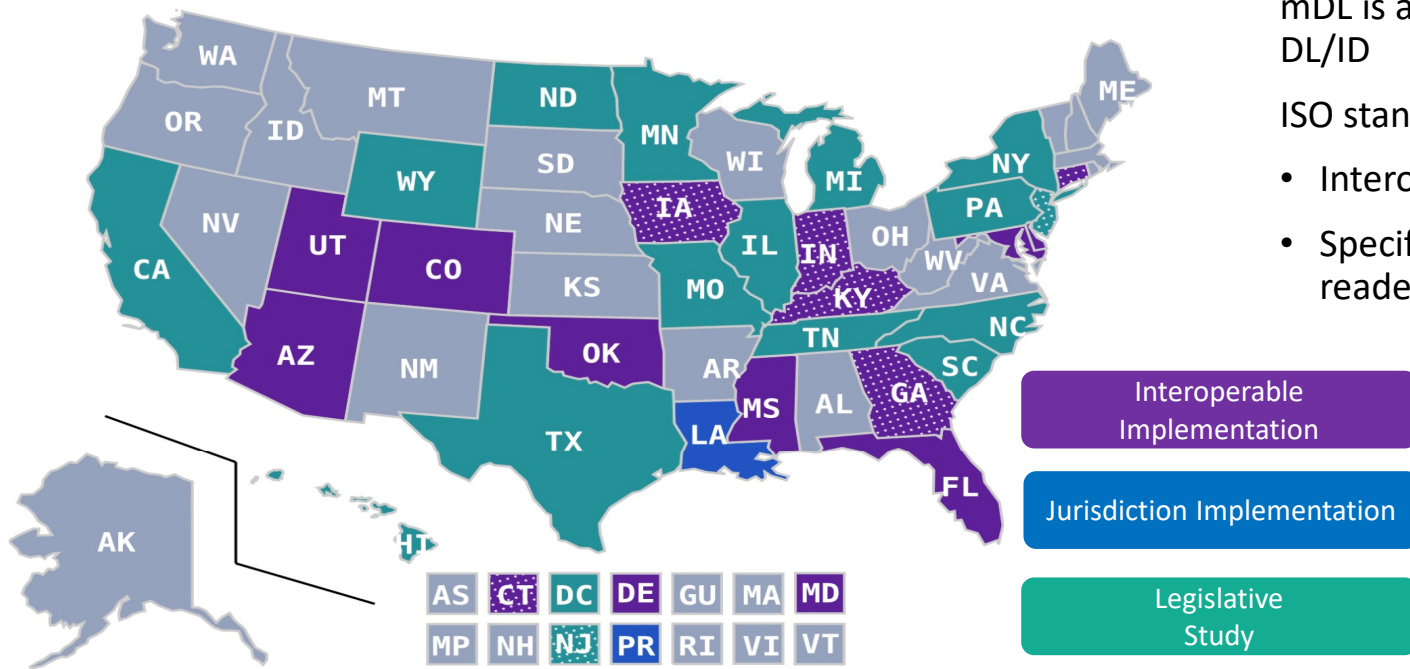 mDL is a
DL/ID
ISO stan
• Intero
• Specif
reade
WA
OR
ID
MT
ND
MN
WI
MI
NY
ME
WY
SD
IA
NE
NV
UT
CO
CA
KS
MO
IL
IN
OH
PA
WV
VA
KY
NC
TN
SC
AZ
NM
OK
AR
TX
LA
MS
AL
GA
FL
AK
HI
AS CT DC DE GU MA MD
MP NH NJ PR RI VI VT
Interoperable
Implementation
Jurisdiction Implementation
Legislative
Study